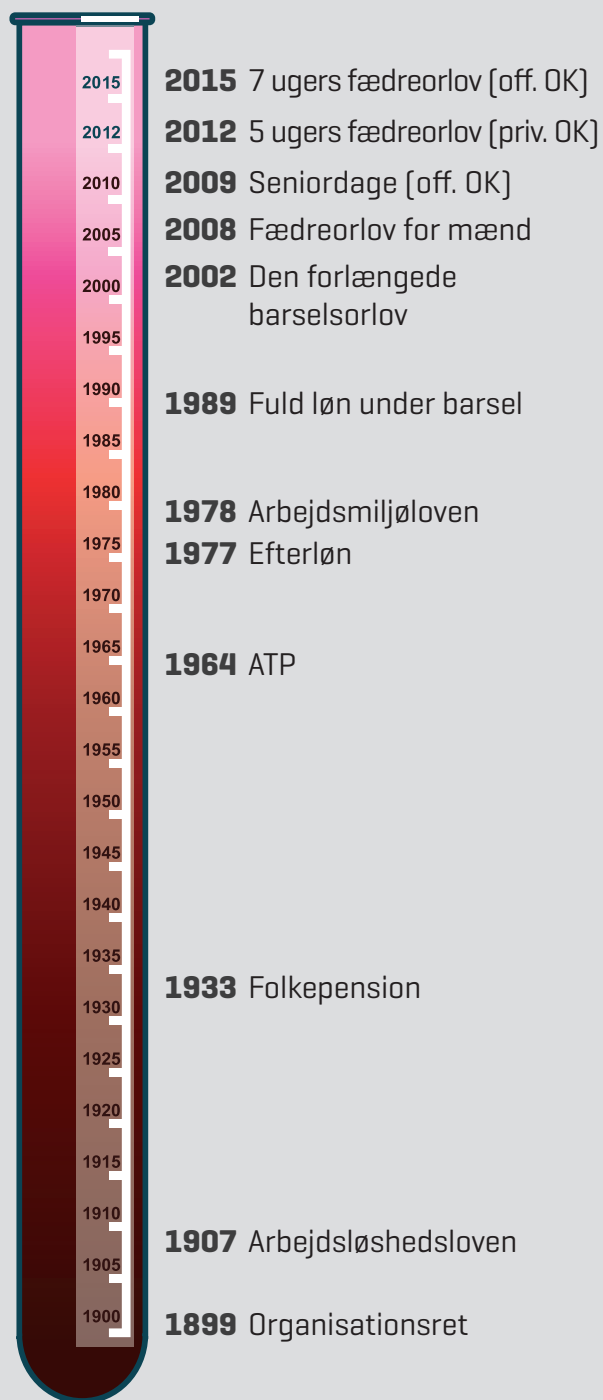 2015
2012
2010
2005
2000
1995
1990
1985
1980
1975
1970
1965
1960
1955
1950
1945
1940
1935
1930
1925
1920
1915
1910
1905
1900
2015 7 ugers fædreorlov (off. OK)
2012 5 ugers fædreorlov (priv. OK)
2009 Seniordage (off. OK)
2008 Fædreorlov for mænd
2002 Den forlængede
barselsorlov
1989 Fuld løn under barsel
1978 Arbejdsmiljøloven
1977 Efterløn
1964 ATP
1933 Folkepension
1907 Arbejdsløshedsloven
1899 Organisationsret